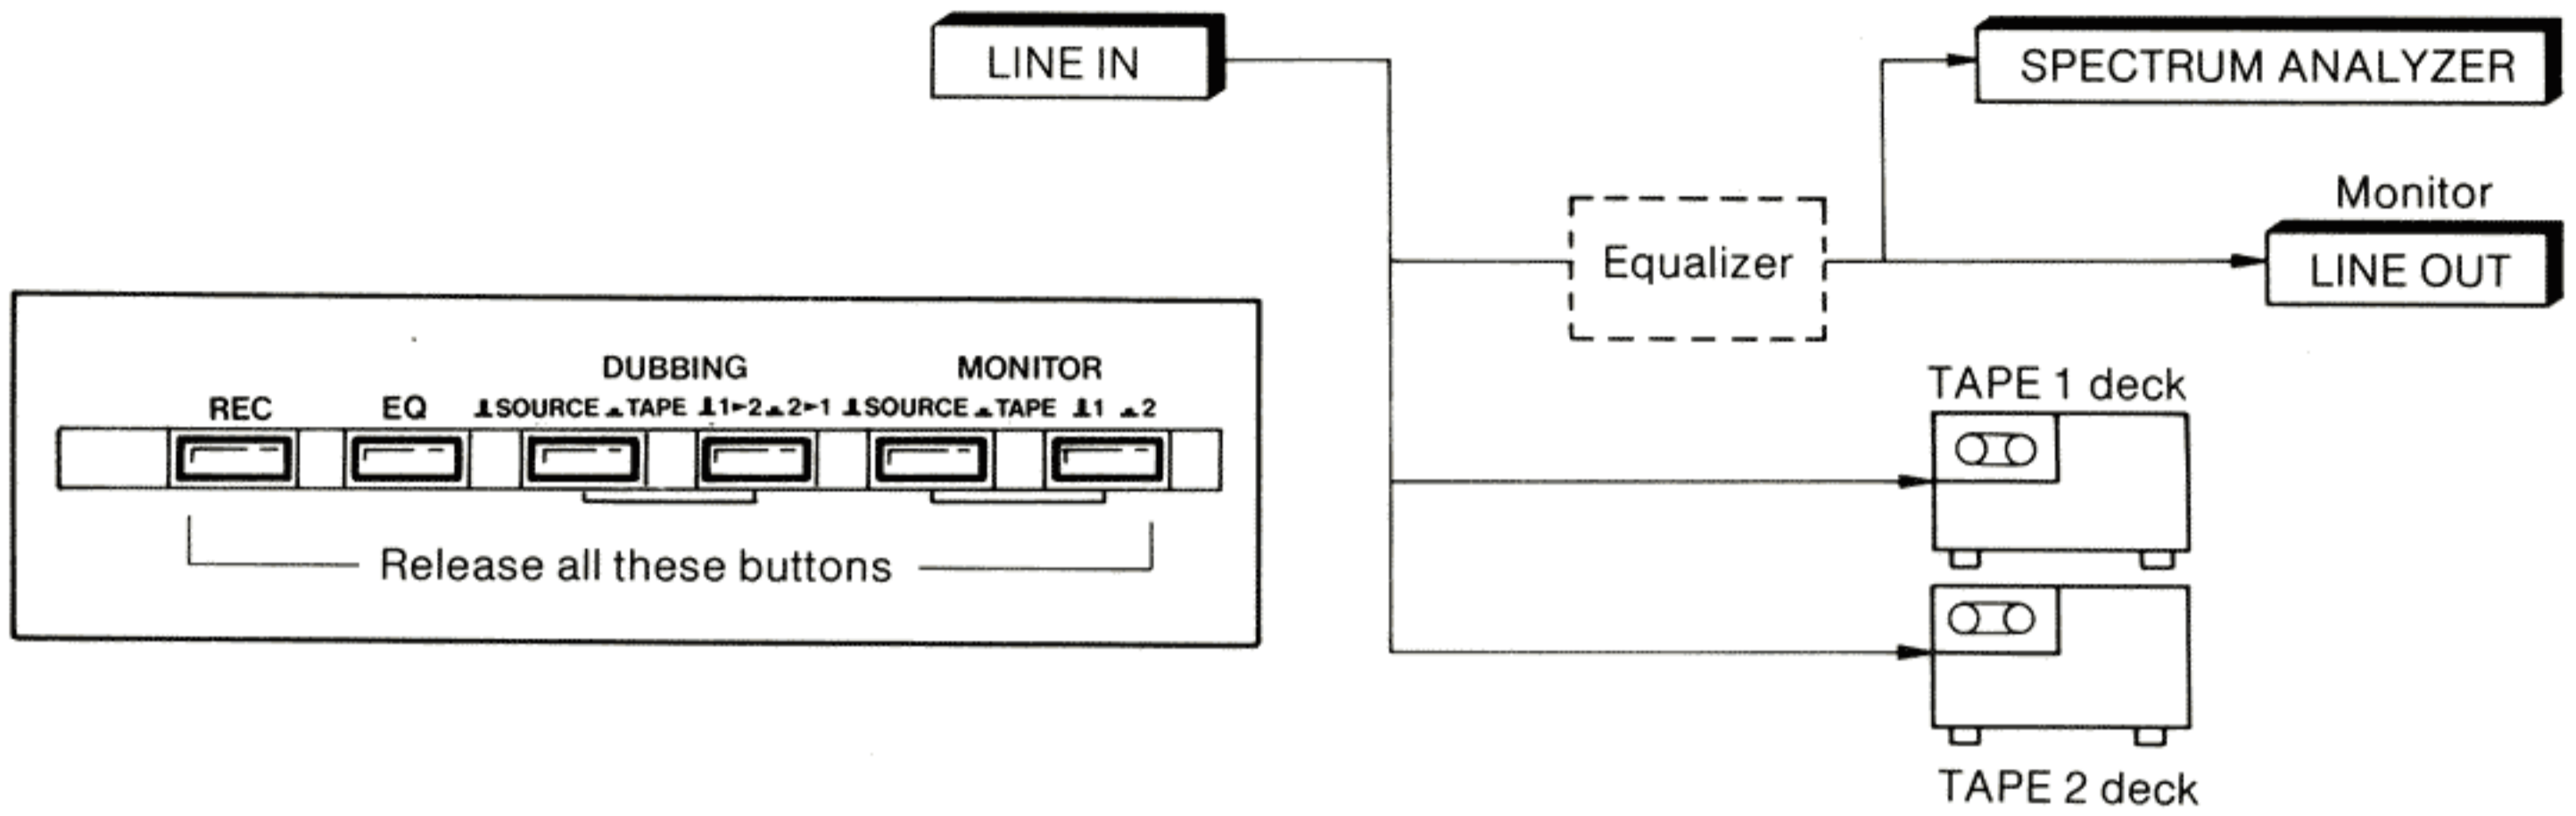 LINE IN
SPECTRUM ANALYZER
Monitor
LINE OUT
Equalizer
DUBBING MONITOR
REC EQ SOURCE TAPE 1►2 2►1 SOURCE TAPE 1 2
Release all these buttons
TAPE 1 deck
TAPE 2 deck